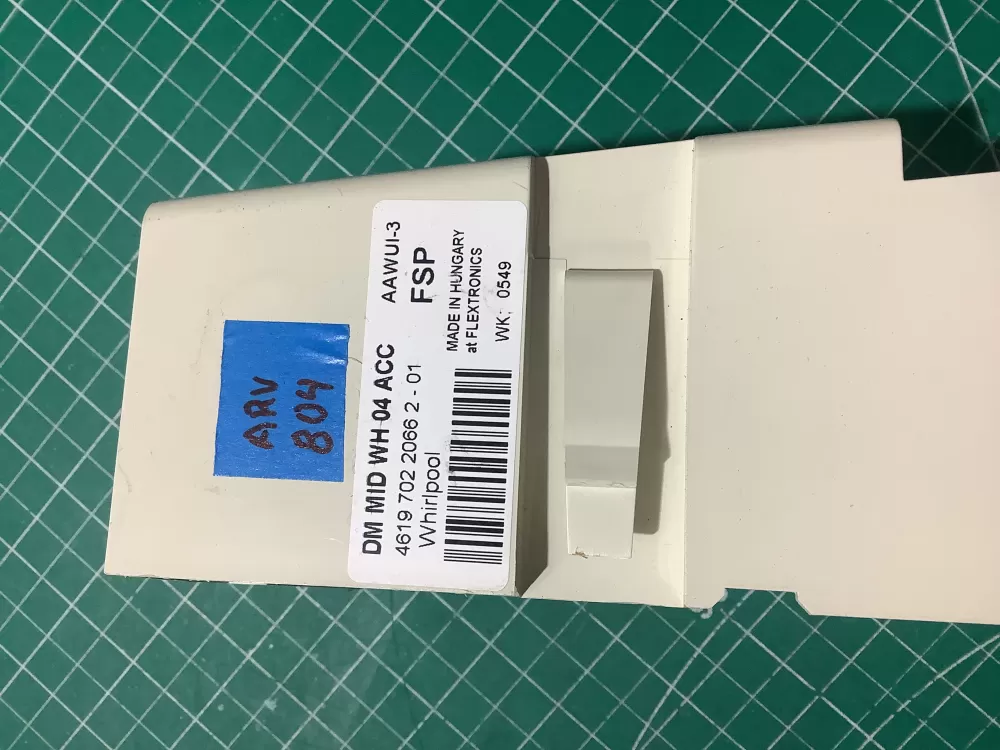 ARV
804
DM MID WH 04 ACC
AAWUI-3
4619 702 2066 2 - 01
FSP
Whirlpool
MADE IN HUNGARY
at FLEXTRONICS
WK: 0549